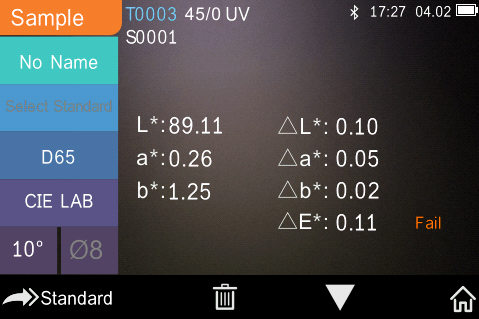 Sample
T0003 45/0 UV
17:27 04.02
S0001
No Name
Select Standard
D65
CIE LAB
10° Ø8
L*: 89.11
a*: 0.26
b*: 1.25
△L*: 0.10
△a*: 0.05
△b*: 0.02
△E*: 0.11 Fail
Standard